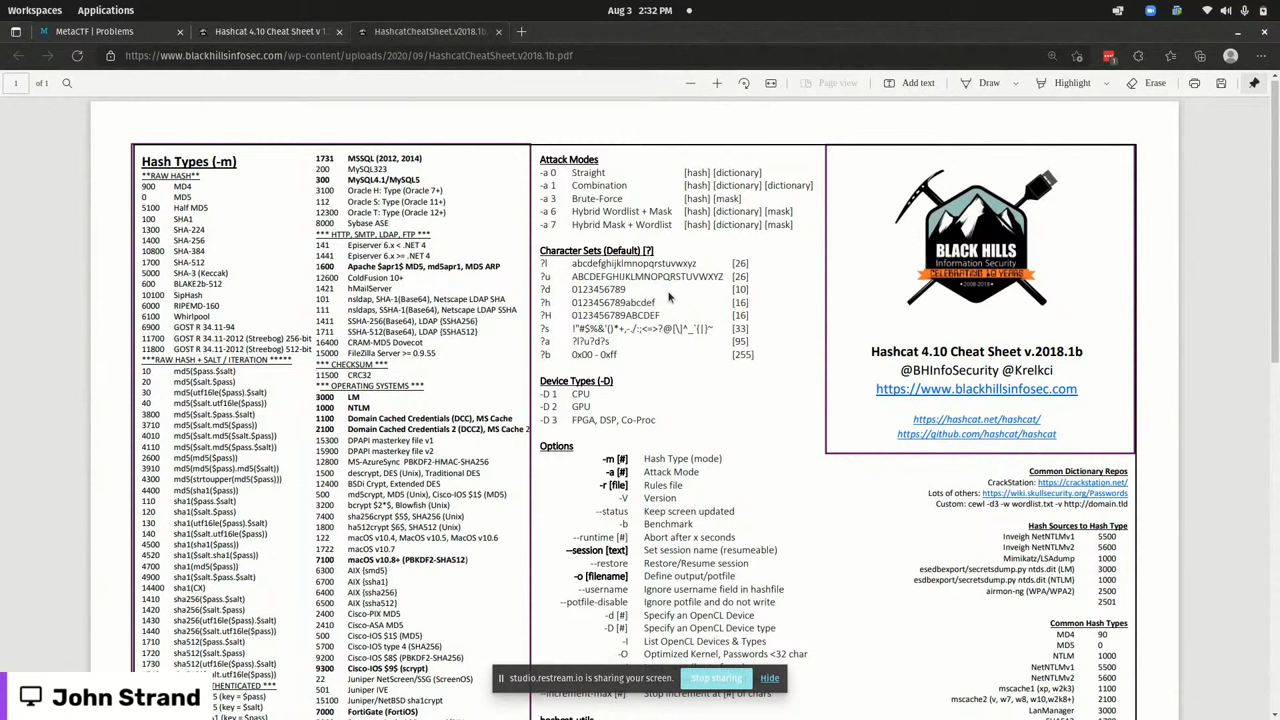 Workspaces Applications
Aug 3 2:32 PM
MetaCTF | Problems
Hashcat 4.10 Cheat Sheet v 1.
HashcatCheatSheet.v2018.1b
https://www.blackhillsinfosec.com/wp-content/uploads/2020/09/HashcatCheatSheet.v2018.1b.pdf
1 of 1
Page view
Add text
Draw
Highlight
Erase
Hash Types (-m)
**RAW HASH**
900 MD4
0 MD5
5100 Half MD5
100 SHA1
1300 SHA-224
1400 SHA-256
10800 SHA-384
1700 SHA-512
5000 SHA-3 (Keccak)
10100 SipHash
6000 RIPEMD-160
6100 Whirlpool
6900 GOST R 34.11-94
11700 GOST R 34.11-2012 (Streebog) 256-bit
11800 GOST R 34.11-2012 (Streebog) 512-bit
**RAW HASH + SALT / ITERATION *****
10 md5($pass.$salt)
20 md5($salt.$pass)
30 md5(utf16le($pass).$salt)
40 md5($salt.utf16le($pass))
3800 md5($salt.$pass.$salt)
3710 md5($salt.md5($pass))
4010 md5($salt.md5($salt.$pass))
4110 md5($salt.md5($pass.$salt))
2600 md5(md5($pass))
3910 md5(md5($pass).md5($salt))
4300 md5(strtoupper(md5($pass)))
4400 md5(sha1($pass))
110 sha1($pass.$salt)
120 sha1($salt.$pass)
130 sha1(utf16le($pass).$salt)
140 sha1($salt.utf16le($pass))
4500 sha1(sha1($pass))
4520 sha1($salt.sha1($pass))
4700 sha1(md5($pass))
4900 sha1($salt.$pass.$salt)
14400 sha1(CX)
1410 sha256($pass.$salt)
1420 sha256($salt.$pass)
1430 sha256(utf16le($pass).$salt)
1440 sha256($salt.utf16le($pass))
1710 sha512($pass.$salt)
1720 sha512($salt.$pass)
1730 sha512(utf16le($pass).$salt)
($salt.utf16le($pass))
HENTICATED ***
5 (key = $pass)
5 (key = $salt)
1731 MSSQL (2012, 2014)
200 MySQL323
300 MySQL4.1/MySQL5
3100 Oracle H: Type (Oracle 7+)
112 Oracle S: Type (Oracle 11+)
12300 Oracle T: Type (Oracle 12+)
8000 Sybase ASE
*** HTTP, SMTP, LDAP, FTP ***
141 Episerver 6.x < .NET 4
1441 Episerver 6.x >= .NET 4
1600 Apache $apr1$ MD5, md5apr1, MD5 ARP
12600 ColdFusion 10+
1421 hMailServer
101 nsldap, SHA-1(Base64), Netscape LDAP SHA
111 nsldaps, SSHA-1(Base64), Netscape LDAP SSHA
1411 SSHA-256(Base64), LDAP {SSHA256}
1711 SSHA-512(Base64), LDAP {SSHA512}
16400 CRAM-MD5 Dovecot
15000 FileZilla Server >= 0.9.55
*** CHECKSUM ***
11500 CRC32
*** OPERATING SYSTEMS ***
3000 LM
1000 NTLM
1100 Domain Cached Credentials (DCC), MS Cache
2100 Domain Cached Credentials 2 (DCC2), MS Cache 2
15300 DPAPI masterkey file v1
15900 DPAPI masterkey file v2
12800 MS-AzureSync PBKDF2-HMAC-SHA256
1500 descrypt, DES (Unix), Traditional DES
12400 BSDi Crypt, Extended DES
500 md5crypt, MD5 (Unix), Cisco-IOS $1$ (MD5)
3200 bcrypt $2*$, Blowfish (Unix)
7400 sha256crypt $5$, SHA256 (Unix)
1800 ha512crypt $6$, SHA512 (Unix)
122 macOS v10.4, MacOS v10.5, MacOS v10.6
1722 macOS v10.7
7100 macOS v10.8+ (PBKDF2-SHA512)
6300 AIX {smd5}
6700 AIX {ssha1}
6400 AIX {ssha256}
6500 AIX {ssha512}
2400 Cisco-PIX MD5
2410 Cisco-ASA MD5
500 Cisco-IOS $1$ (MD5)
5700 Cisco-IOS type 4 (SHA256)
9200 Cisco-IOS $8$ (PBKDF2-SHA256)
9300 Cisco-IOS $9$ (scrypt)
22 Juniper NetScreen/SSG (ScreenOS)
501 Juniper IVE
15100 Juniper/NetBSD sha1crypt
7000 FortiGate (FortiOS)
Attack Modes
-a 0 Straight [hash] [dictionary]
-a 1 Combination [hash] [dictionary] [dictionary]
-a 3 Brute-Force [hash] [mask]
-a 6 Hybrid Wordlist + Mask [hash] [dictionary] [mask]
-a 7 Hybrid Mask + Wordlist [hash] [mask] [dictionary]
Character Sets (Default) [?]
?l abcdefghijklmnopqrstuvwxyz [26]
?u ABCDEFGHIJKLMNOPQRSTUVWXYZ [26]
?d 0123456789 [10]
?h 0123456789abcdef [16]
?H 0123456789ABCDEF [16]
?s !"#$%&'()*+,-./:;<=>?@[\]^_`{|}~ [33]
?a ?l?u?d?s [95]
?b 0x00 - 0xff [255]
Device Types (-D)
-D 1 CPU
-D 2 GPU
-D 3 FPGA, DSP, Co-Proc
Options
-m [#] Hash Type (mode)
-a [#] Attack Mode
-r [file] Rules file
-V Version
--status Keep screen updated
-b Benchmark
--runtime [#] Abort after x seconds
--session [text] Set session name (resumeable)
--restore Restore/Resume session
-o [filename] Define output/potfile
--username Ignore username field in hashfile
--potfile-disable Ignore potfile and do not write
-d [#] Specify an OpenCL Device
-D [#] Specify an OpenCL Device type
-I List OpenCL Devices & Types
-O Optimized Kernel, Passwords <32 char
--increment-max [#] Stop increment at [#] of chars
BLACK HILLS
Information Security
CELEBRATING 10 YEARS
•2008-2018•
Hashcat 4.10 Cheat Sheet v.2018.1b
@BHInfoSecurity @Krelkci
https://www.blackhillsinfosec.com
https://hashcat.net/hashcat/
https://github.com/hashcat/hashcat
Common Dictionary Repos
CrackStation: https://crackstation.net/
Lots of others: https://wiki.skullsecurity.org/Passwords
Custom: cewl -d3 -w wordlist.txt -v http://domain.tld
Hash Sources to Hash Type
Inveigh NetNTLMv1 5500
Inveigh NetNTLMv2 5600
Mimikatz/LSAdump 1000
esedbexport/secretsdump.py ntds.dit (LM) 3000
esdbexport/secretsdump.py ntds.dit (NTLM) 1000
airmon-ng (WPA/WPA2) 2500
2501
Common Hash Types
MD4 90
MD5 0
NTLM 1000
NetNTLMv1 5500
NetNTLMv2 5600
mscache1 (xp, w2k3) 1100
mscache2 (v, w7, w8, w10,w2k8+) 2100
LanManager 3000
studio.restream.io is sharing your screen.
Stop sharing
Hide
John Strand